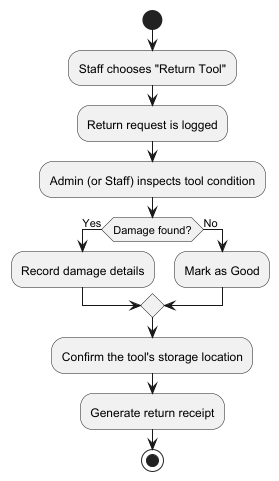 Staff chooses "Return Tool"
Return request is logged
Admin (or Staff) inspects tool condition
Yes
Damage found?
No
Record damage details
Mark as Good
Confirm the tool's storage location
Generate return receipt